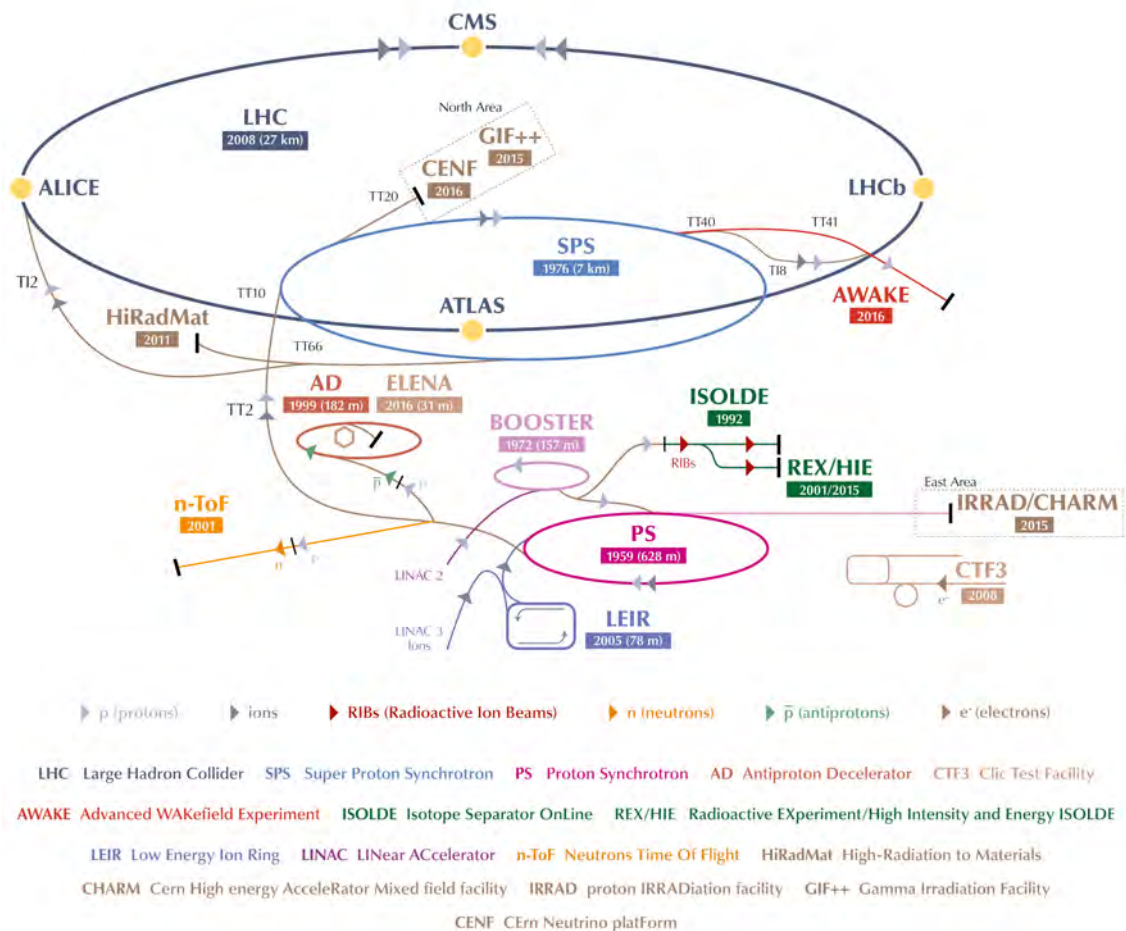 CMS
North Area
LHC
2008 (27 km)
GIF++
2015
CENF
2016
ALICE
LHCb
TT20
TT40
TT41
SPS
1976 (7 km)
TI2
TI8
TT10
ATLAS
AWAKE
2016
HiRadMat
2011
TT66
AD
1999 (182 m)
ELENA
2016 (31 m)
TT2
BOOSTER
1972 (157 m)
ISOLDE
1992
RIBs
REX/HIE
2001/2015
p̅
p
East Area
n-ToF
2001
IRRAD/CHARM
2015
PS
1959 (628 m)
n
p
LINAC 2
CTF3
2008
e-
LINAC 3
Ions
LEIR
2005 (78 m)
p (protons)
ions
RIBs (Radioactive Ion Beams)
n (neutrons)
p̅ (antiprotons)
e- (electrons)
LHC Large Hadron Collider SPS Super Proton Synchrotron PS Proton Synchrotron AD Antiproton Decelerator CTF3 Clic Test Facility
AWAKE Advanced WAKefield Experiment ISOLDE Isotope Separator OnLine REX/HIE Radioactive EXperiment/High Intensity and Energy ISOLDE
LEIR Low Energy Ion Ring LINAC LINear ACcelerator n-ToF Neutrons Time Of Flight HiRadMat High-Radiation to Materials
CHARM Cern High energy AcceleRator Mixed field facility IRRAD proton IRRADiation facility GIF++ Gamma Irradiation Facility
CENF CErn Neutrino platForm